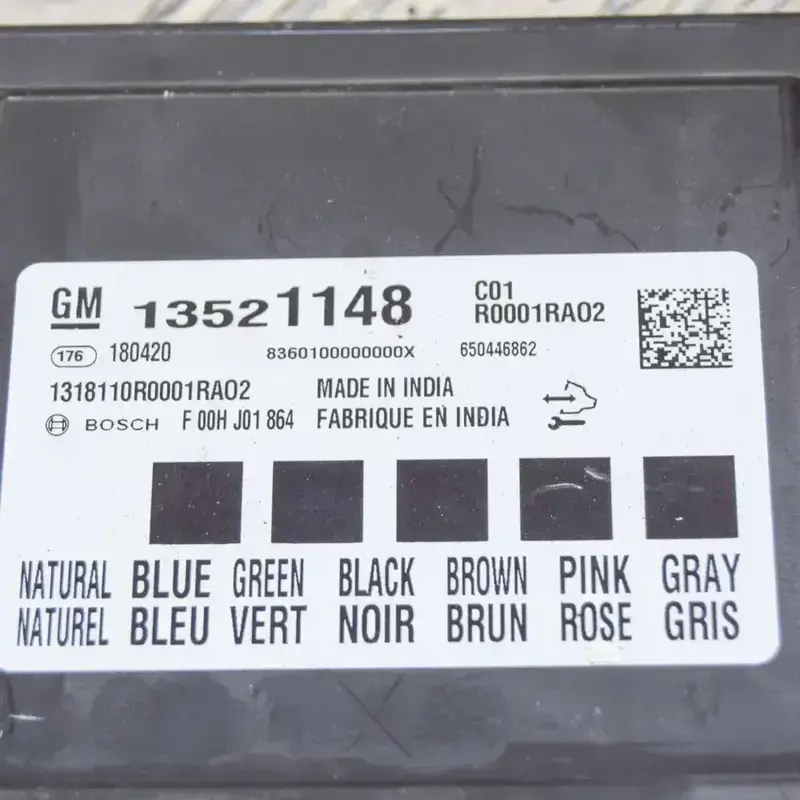 GM 13521148 C01
R0001RA02
176 180420 8360100000000X 650446862
1318110R0001RA02 MADE IN INDIA
BOSCH F 00H J01 864 FABRIQUE EN INDIA
NATURAL BLUE GREEN BLACK BROWN PINK GRAY
NATUREL BLEU VERT NOIR BRUN ROSE GRIS